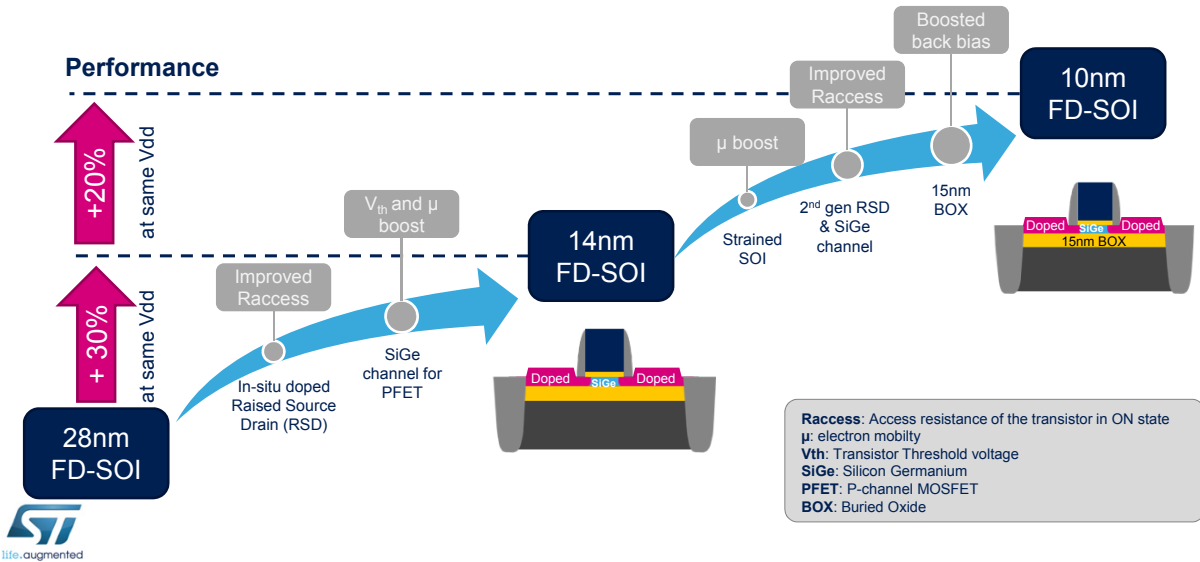 Performance
+20%
at same Vdd
+ 30%
at same Vdd
28nm
FD-SOI
Improved
Raccess
In-situ doped
Raised Source
Drain (RSD)
Vth and µ
boost
SiGe
channel for
PFET
14nm
FD-SOI
Doped
SiGe
Doped
µ boost
Strained
SOI
Improved
Raccess
2nd gen RSD
& SiGe
channel
Boosted
back bias
15nm
BOX
10nm
FD-SOI
Doped
SiGe
Doped
15nm BOX
Raccess: Access resistance of the transistor in ON state
µ: electron mobilty
Vth: Transistor Threshold voltage
SiGe: Silicon Germanium
PFET: P-channel MOSFET
BOX: Buried Oxide
ST
life.augmented